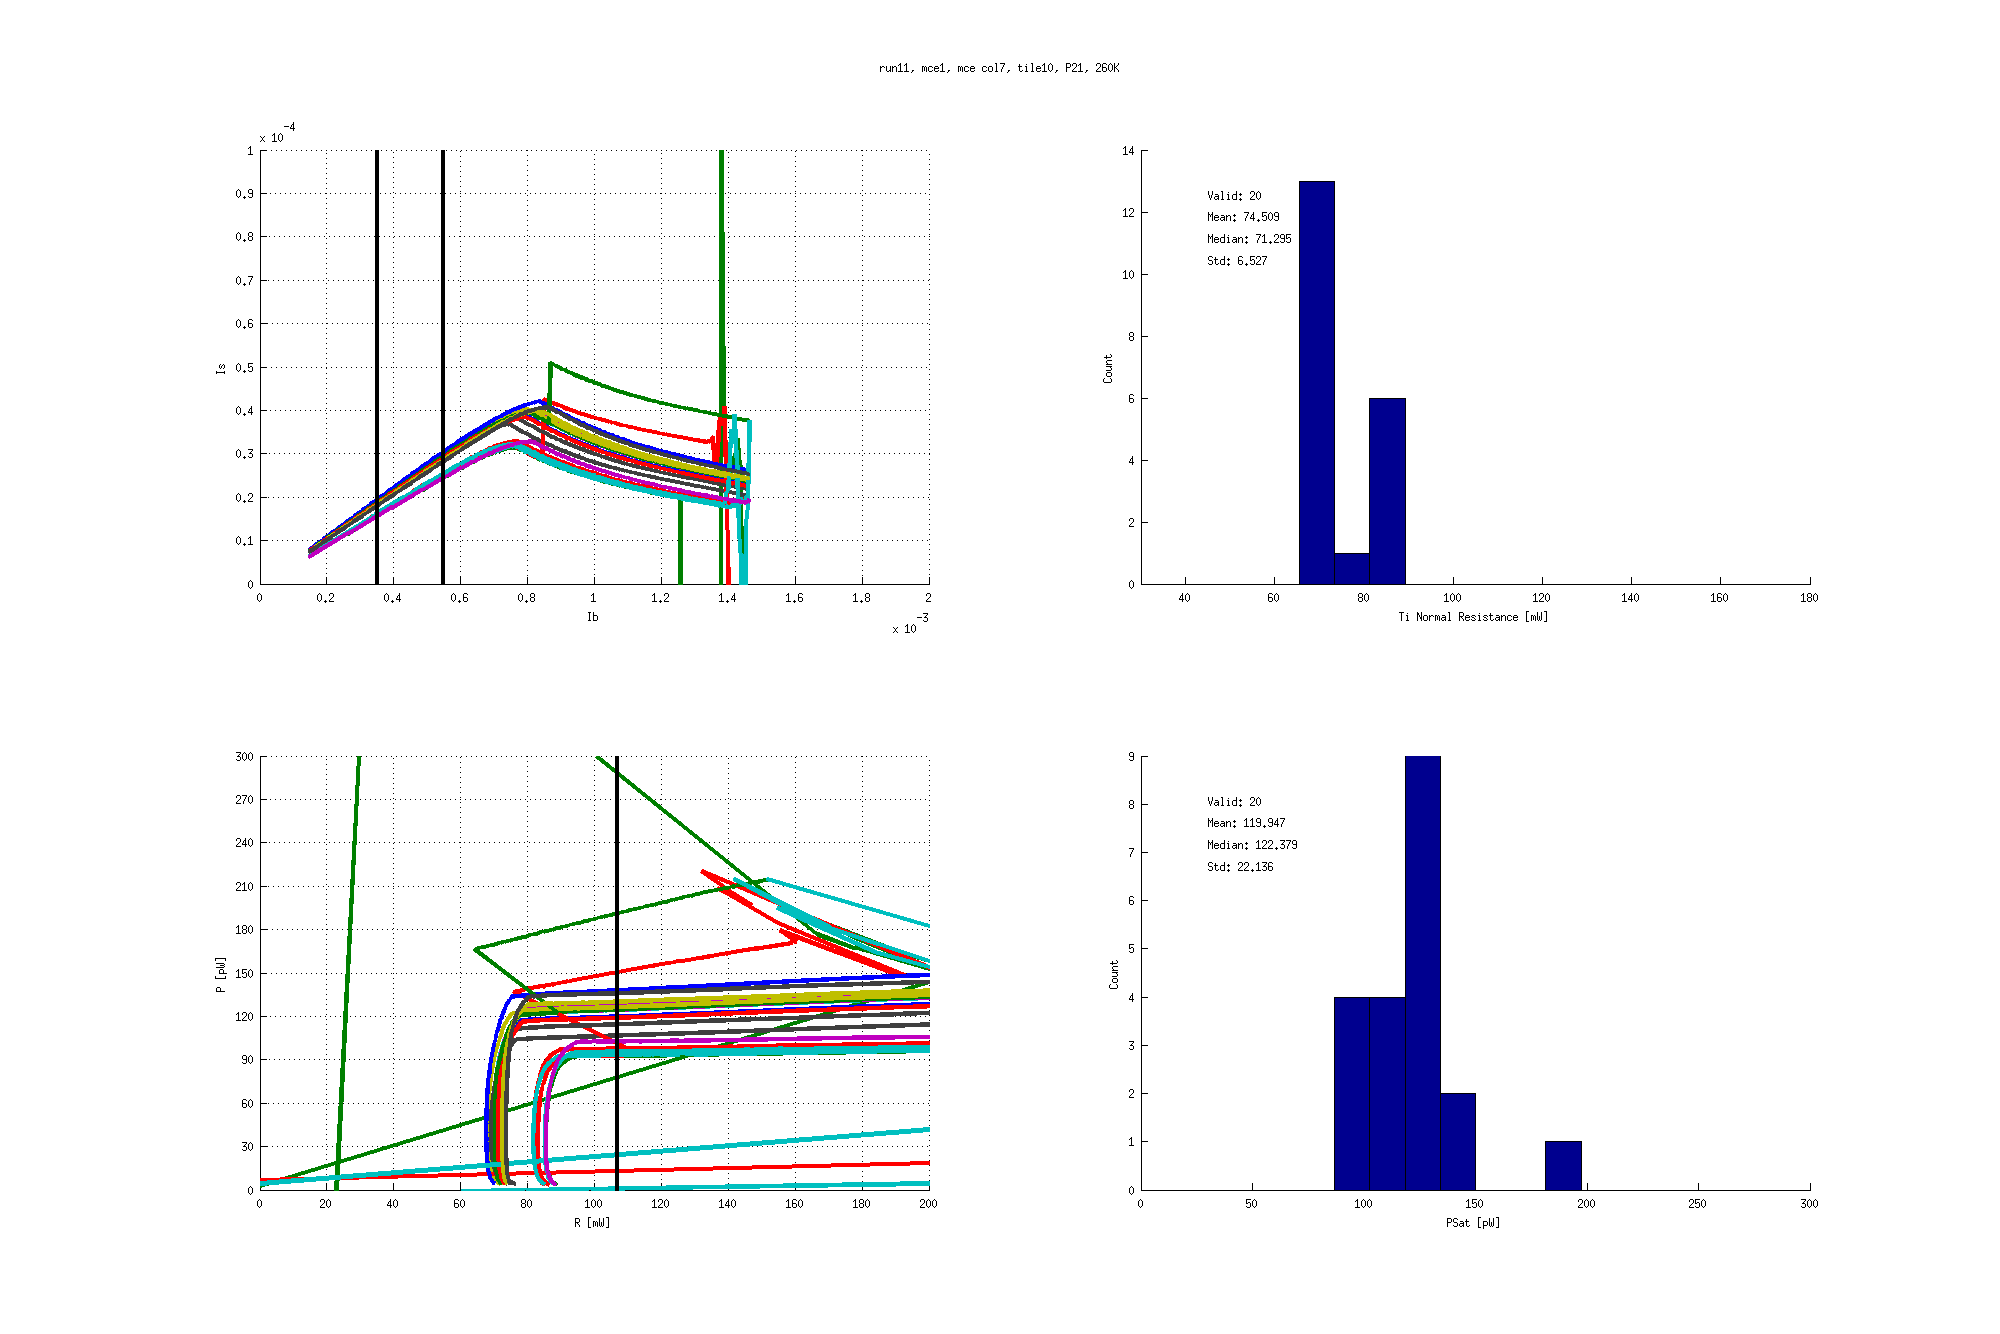 run11, mce1, mce col7, tile10, P21, 260K
x 10^-4
1
0.9
0.8
0.7
0.6
0.5
0.4
0.3
0.2
0.1
0
Is
0 0.2 0.4 0.6 0.8 1 1.2 1.4 1.6 1.8 2
Ib
x 10^-3
14
12
10
8
6
4
2
0
Count
Valid: 20
Mean: 74.509
Median: 71.295
Std: 6.527
40 60 80 100 120 140 160 180
Ti Normal Resistance [mW]
300
270
240
210
180
150
120
90
60
30
0
P [pW]
0 20 40 60 80 100 120 140 160 180 200
R [mW]
9
8
7
6
5
4
3
2
1
0
Count
Valid: 20
Mean: 119.947
Median: 122.379
Std: 22.136
0 50 100 150 200 250 300
PSat [pW]